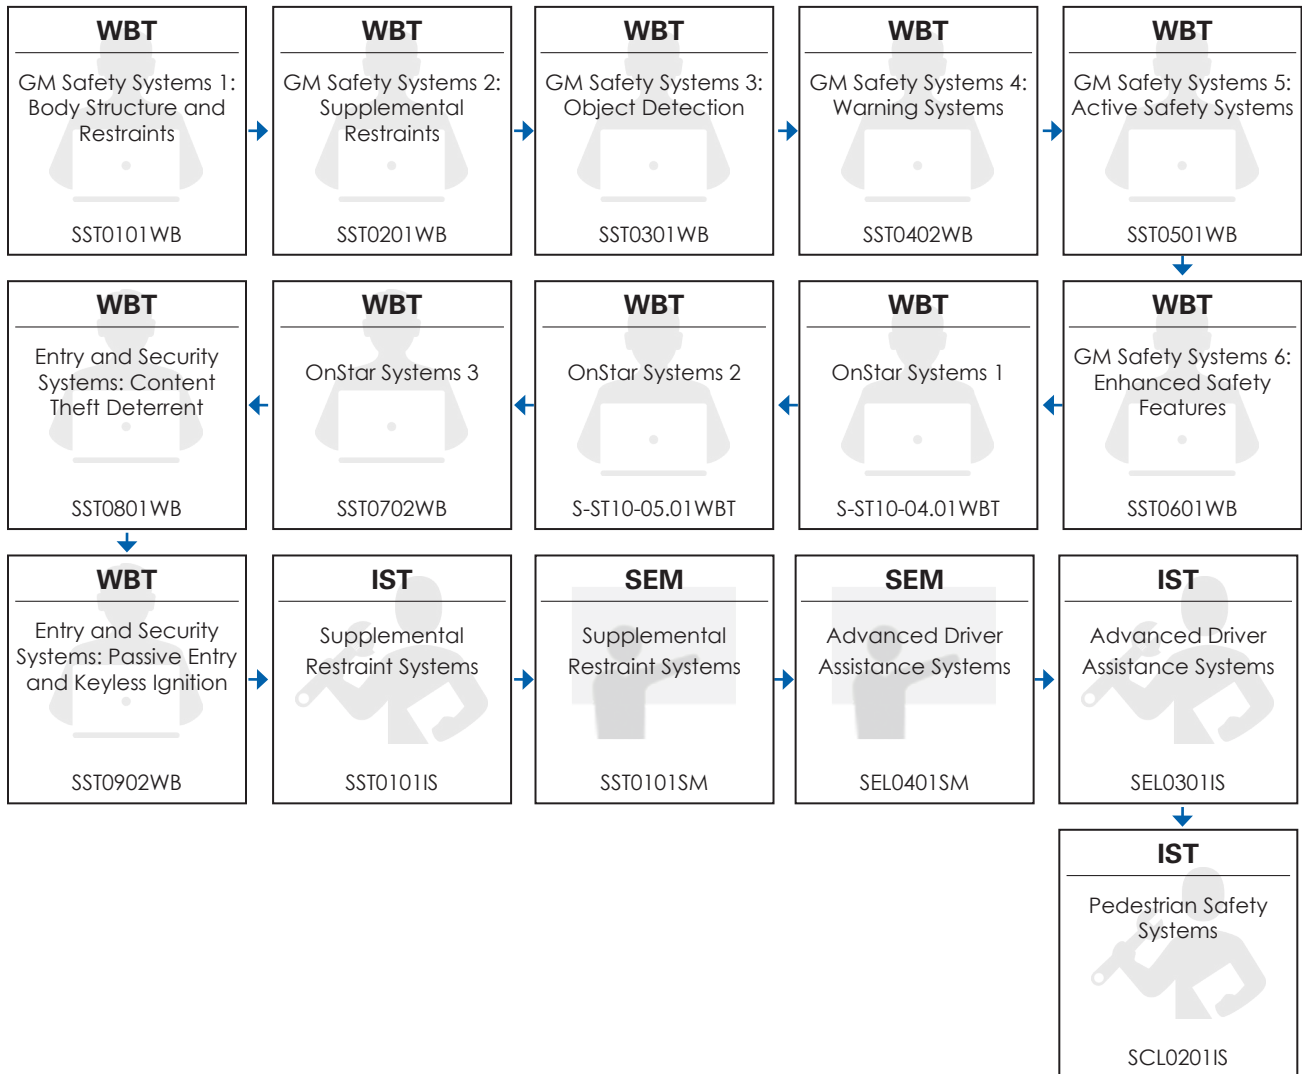 WBT
GM Safety Systems 1:
Body Structure and
Restraints
SST0101WB
WBT
GM Safety Systems 2:
Supplemental
Restraints
SST0201WB
WBT
GM Safety Systems 3:
Object Detection
SST0301WB
WBT
GM Safety Systems 4:
Warning Systems
SST0402WB
WBT
GM Safety Systems 5:
Active Safety Systems
SST0501WB
WBT
GM Safety Systems 6:
Enhanced Safety
Features
SST0601WB
WBT
OnStar Systems 1
S-ST10-04.01WBT
WBT
OnStar Systems 2
S-ST10-05.01WBT
WBT
OnStar Systems 3
SST0702WB
WBT
Entry and Security
Systems: Content
Theft Deterrent
SST0801WB
WBT
Entry and Security
Systems: Passive Entry
and Keyless Ignition
SST0902WB
IST
Supplemental
Restraint Systems
SST0101IS
SEM
Supplemental
Restraint Systems
SST0101SM
SEM
Advanced Driver
Assistance Systems
SEL0401SM
IST
Advanced Driver
Assistance Systems
SEL0301IS
IST
Pedestrian Safety
Systems
SCL0201IS